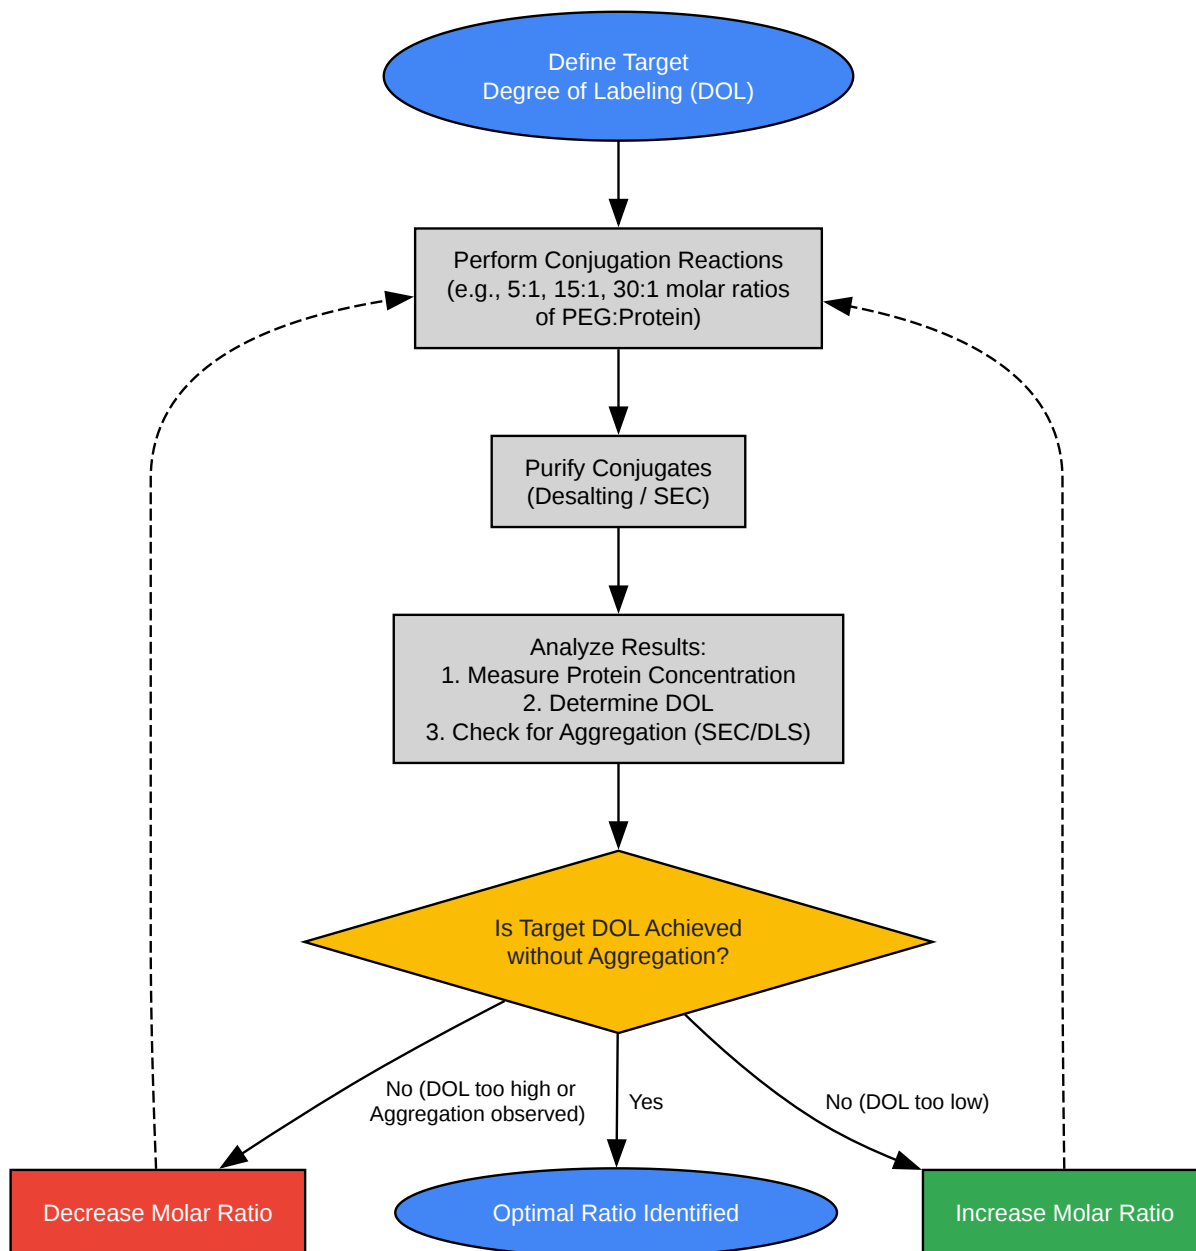 Define Target
Degree of Labeling (DOL)
Perform Conjugation Reactions
(e.g., 5:1, 15:1, 30:1 molar ratios
of PEG:Protein)
Purify Conjugates
(Desalting / SEC)
Analyze Results:
1. Measure Protein Concentration
2. Determine DOL
3. Check for Aggregation (SEC/DLS)
Is Target DOL Achieved
without Aggregation?
No (DOL too high or
Aggregation observed)
Yes
No (DOL too low)
Decrease Molar Ratio
Optimal Ratio Identified
Increase Molar Ratio